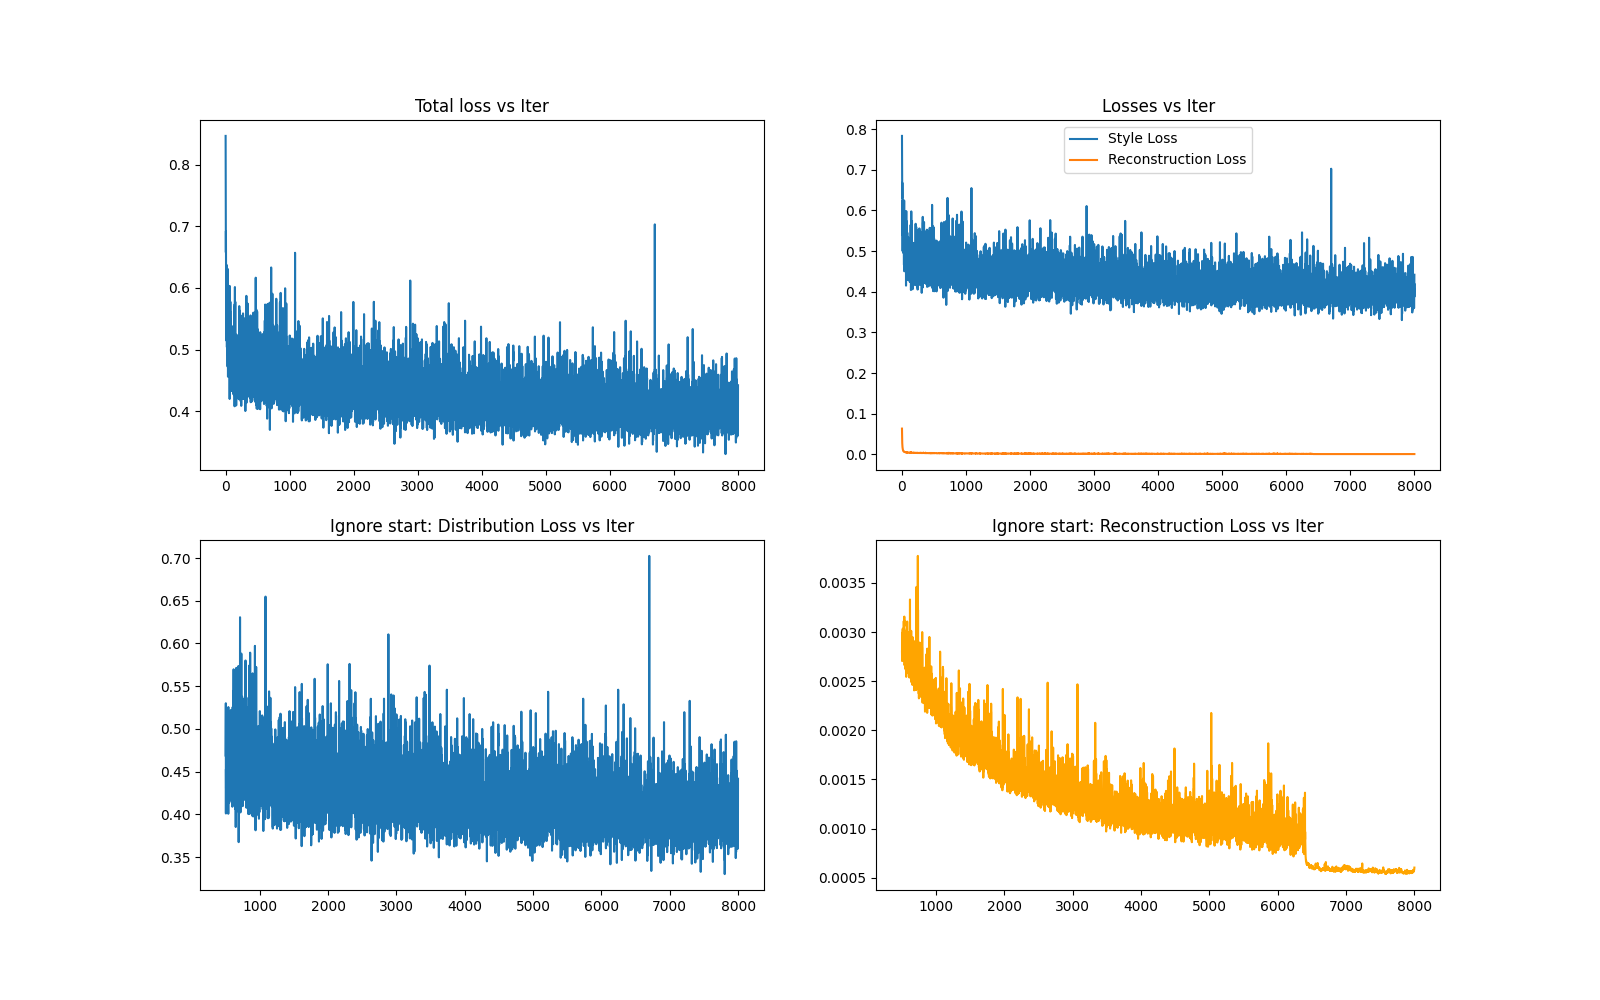 Total loss vs Iter
0.8
0.7
0.6
0.5
0.4
0 1000 2000 3000 4000 5000 6000 7000 8000
Losses vs Iter
Style Loss
Reconstruction Loss
0.8
0.7
0.6
0.5
0.4
0.3
0.2
0.1
0.0
0 1000 2000 3000 4000 5000 6000 7000 8000
Ignore start: Distribution Loss vs Iter
0.70
0.65
0.60
0.55
0.50
0.45
0.40
0.35
1000 2000 3000 4000 5000 6000 7000 8000
Ignore start: Reconstruction Loss vs Iter
0.0035
0.0030
0.0025
0.0020
0.0015
0.0010
0.0005
1000 2000 3000 4000 5000 6000 7000 8000